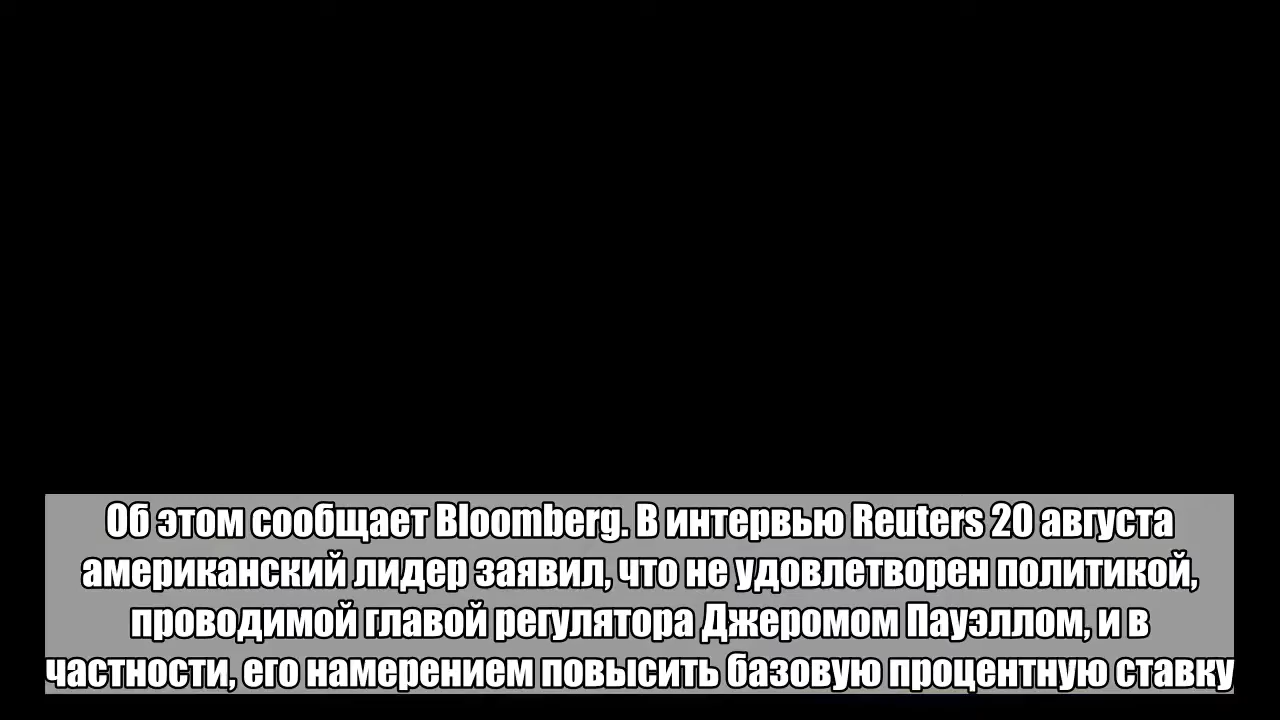 Об этом сообщает Bloomberg. В интервью Reuters 20 августа
американский лидер заявил, что не удовлетворен политикой,
проводимой главой регулятора Джеромом Пауэллом, и в
частности, его намерением повысить базовую процентную ставку